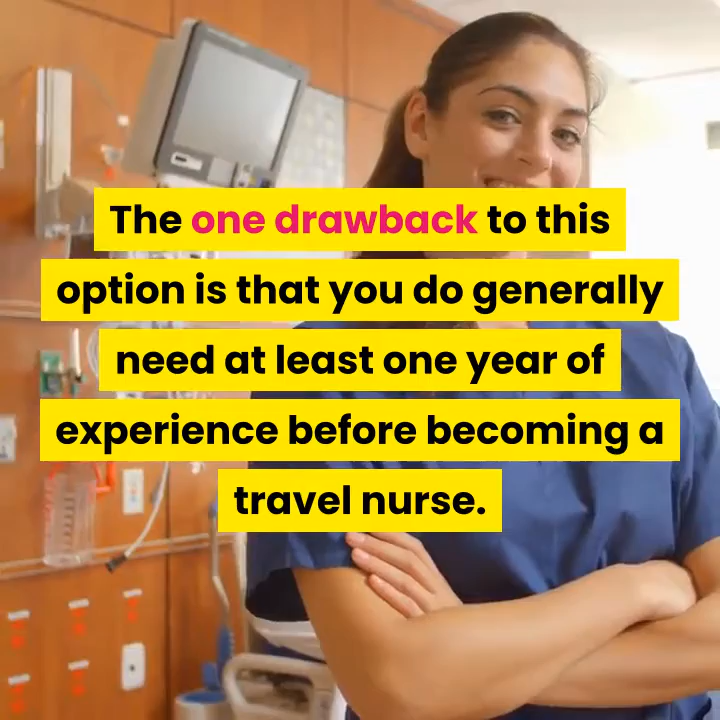 The one drawback to this
option is that you do generally
need at least one year of
experience before becoming a
travel nurse.